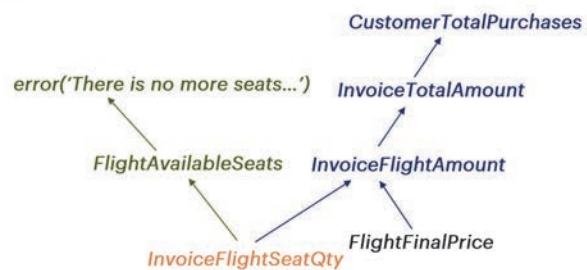 CustomerTotalPurchases
error('There is no more seats...')
InvoiceTotalAmount
FlightAvailableSeats
InvoiceFlightAmount
FlightFinalPrice
InvoiceFlightSeatQty